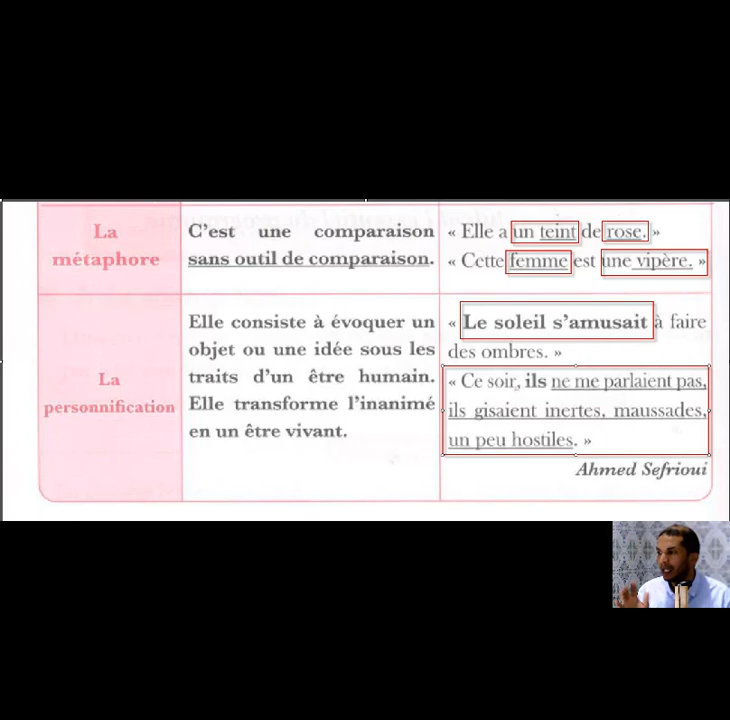 La
métaphore
C'est une comparaison
sans outil de comparaison.
« Elle a un teint de rose. »
« Cette femme est une vipère. »
La
personnification
Elle consiste à évoquer un
objet ou une idée sous les
traits d'un être humain.
Elle transforme l'inanimé
en un être vivant.
« Le soleil s'amusait à faire
des ombres. »
« Ce soir, ils ne me parlaient pas,
ils gisaient inertes, maussades,
un peu hostiles. »
Ahmed Sefrioui